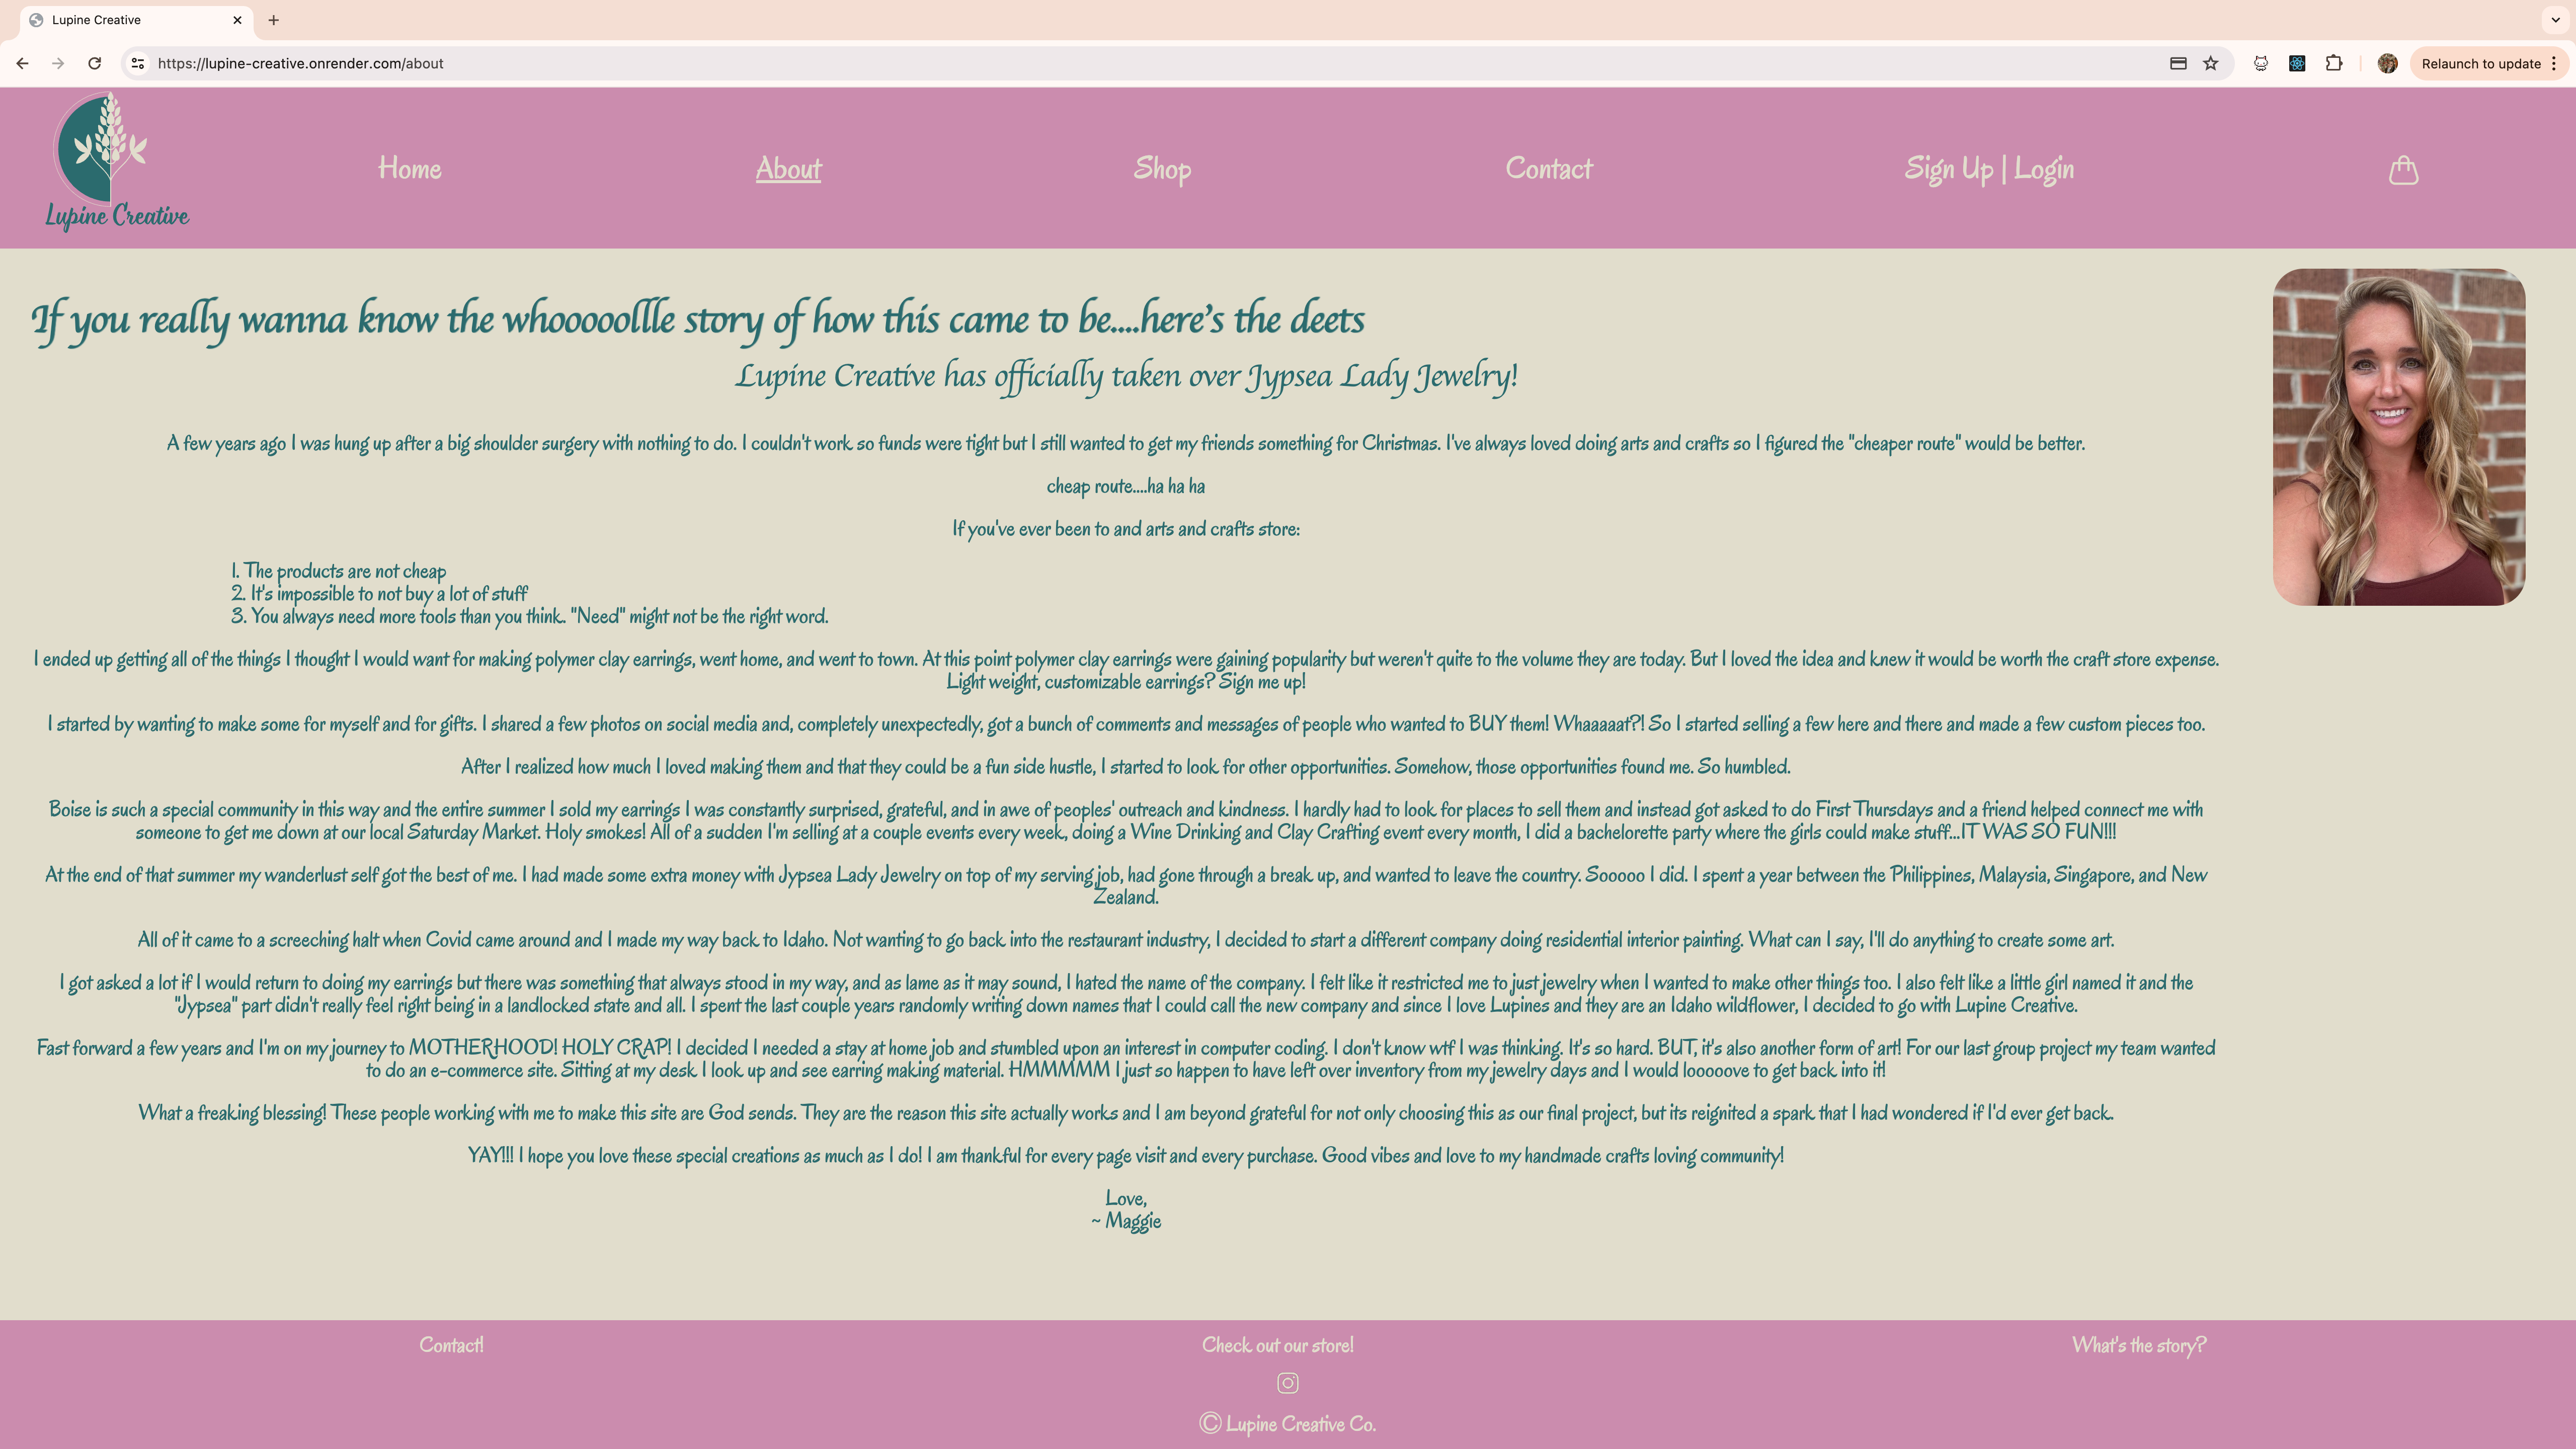 Lupine Creative
https://lupine-creative.onrender.com/about
Relaunch to update
Lupine Creative
Home
About
Shop
Contact
Sign Up | Login
If you really wanna know the whooooollle story of how this came to be....here's the deets
Lupine Creative has officially taken over Jypsea Lady Jewelry!
A few years ago I was hung up after a big shoulder surgery with nothing to do. I couldn't work so funds were tight but I still wanted to get my friends something for Christmas. I've always loved doing arts and crafts so I figured the "cheaper route" would be better.
cheap route....ha ha ha
If you've ever been to and arts and crafts store:
1. The products are not cheap
2. It's impossible to not buy a lot of stuff
3. You always need more tools than you think.. "Need" might not be the right word.
I ended up getting all of the things I thought I would want for making polymer clay earrings, went home, and went to town. At this point polymer clay earrings were gaining popularity but weren't quite to the volume they are today. But I loved the idea and knew it would be worth the craft store expense.
Light weight, customizable earrings? Sign me up!
I started by wanting to make some for myself and for gifts. I shared a few photos on social media and, completely unexpectedly, got a bunch of comments and messages of people who wanted to BUY them! Whaaaaat?! So I started selling a few here and there and made a few custom pieces too.
After I realized how much I loved making them and that they could be a fun side hustle, I started to look for other opportunities. Somehow, those opportunities found me. So humbled.
Boise is such a special community in this way and the entire summer I sold my earrings I was constantly surprised, grateful, and in awe of peoples' outreach and kindness. I hardly had to look for places to sell them and instead got asked to do First Thursdays and a friend helped connect me with
someone to get me down at our local Saturday Market. Holy smokes! All of a sudden I'm selling at a couple events every week, doing a Wine Drinking and Clay Crafting event every month, I did a bachelorette party where the girls could make stuff...IT WAS SO FUN!!!
At the end of that summer my wanderlust self got the best of me. I had made some extra money with Jypsea Lady Jewelry on top of my serving job, had gone through a break up, and wanted to leave the country. Sooooo I did. I spent a year between the Philippines, Malaysia, Singapore, and New
Zealand.
All of it came to a screeching halt when Covid came around and I made my way back to Idaho. Not wanting to go back into the restaurant industry, I decided to start a different company doing residential interior painting. What can I say, I'll do anything to create some art.
I got asked a lot if I would return to doing my earrings but there was something that always stood in my way, and as lame as it may sound, I hated the name of the company. I felt like it restricted me to just jewelry when I wanted to make other things too. I also felt like a little girl named it and the
"Jypsea" part didn't really feel right being in a landlocked state and all. I spent the last couple years randomly writing down names that I could call the new company and since I love Lupines and they are an Idaho wildflower, I decided to go with Lupine Creative.
Fast forward a few years and I'm on my journey to MOTHERHOOD! HOLY CRAP! I decided I needed a stay at home job and stumbled upon an interest in computer coding. I don't know wtf I was thinking. It's so hard. BUT, it's also another form of art! For our last group project my team wanted
to do an e-commerce site. Sitting at my desk I look up and see earring making material. HMMMMM I just so happen to have left over inventory from my jewelry days and I would looooove to get back into it!
What a freaking blessing! These people working with me to make this site are God sends. They are the reason this site actually works and I am beyond grateful for not only choosing this as our final project, but its reignited a spark that I had wondered if I'd ever get back.
YAY!!! I hope you love these special creations as much as I do! I am thankful for every page visit and every purchase. Good vibes and love to my handmade crafts loving community!
Love,
~ Maggie
Contact!
Check out our store!
What's the story?
© Lupine Creative Co.